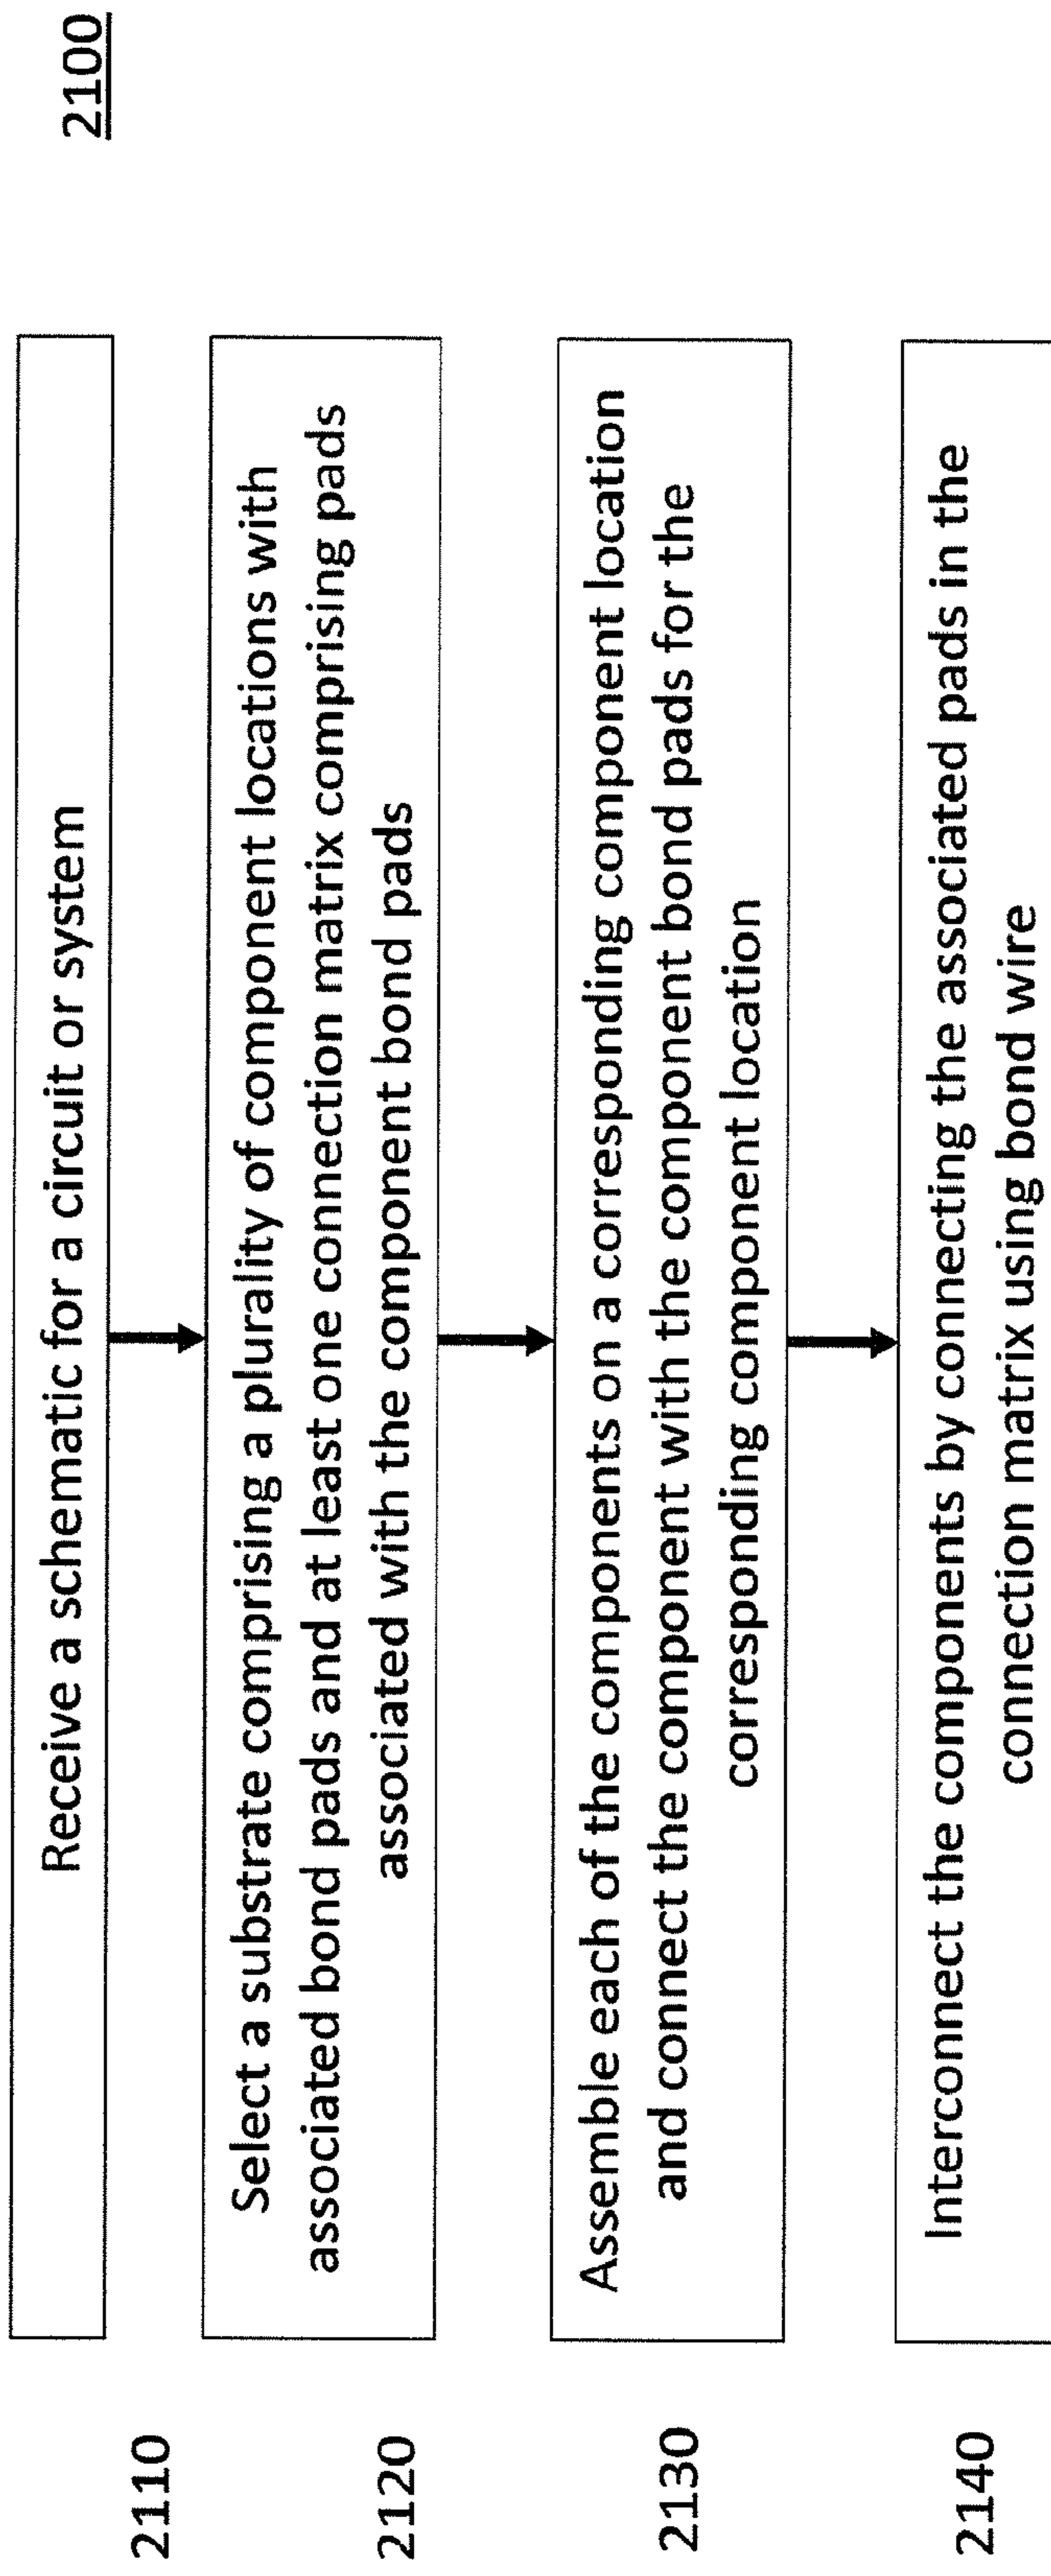 2100
2110
Receive a schematic for a circuit or system
2120
Select a substrate comprising a plurality of component locations with
associated bond pads and at least one connection matrix comprising pads
associated with the component bond pads
2130
Assemble each of the components on a corresponding component location
and connect the component with the component bond pads for the
corresponding component location
2140
Interconnect the components by connecting the associated pads in the
connection matrix using bond wire